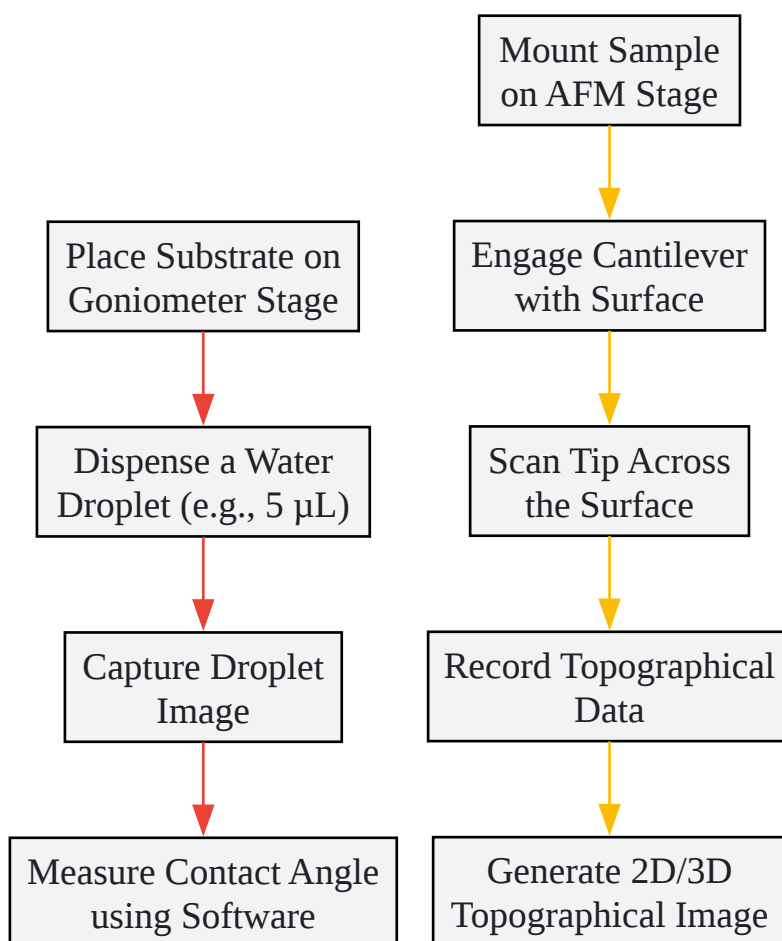 Place Substrate on
Goniometer Stage
Dispense a Water
Droplet (e.g., 5 µL)
Capture Droplet
Image
Measure Contact Angle
using Software
Mount Sample
on AFM Stage
Engage Cantilever
with Surface
Scan Tip Across
the Surface
Record Topographical
Data
Generate 2D/3D
Topographical Image